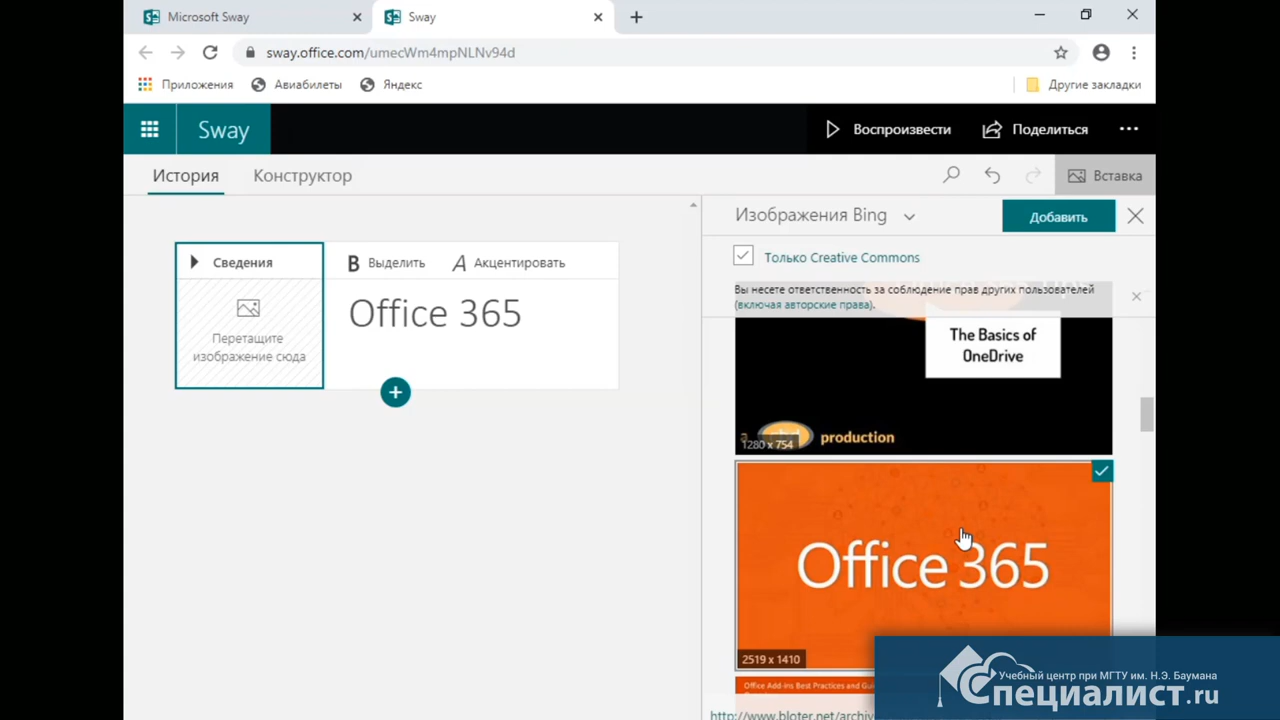 Microsoft Sway
Sway
sway.office.com/umecWm4mpNLNv94d
Приложения
Авиабилеты
Яндекс
Другие закладки
Sway
Воспроизвести
Поделиться
История
Конструктор
Вставка
Изображения Bing
Добавить
Только Creative Commons
Вы несете ответственность за соблюдение прав других пользователей
(включая авторские права).
Сведения
B Выделить
A Акцентировать
Перетащите
изображение сюда
Office 365
The Basics of
OneDrive
a
production
1280 x 754
Office 365
2519 x 1410
Office Add-ins Best Practices and
http://www.bloter.net/archi
Учебный центр при МГТУ им. Н.Э. Баумана
Специалист.ru